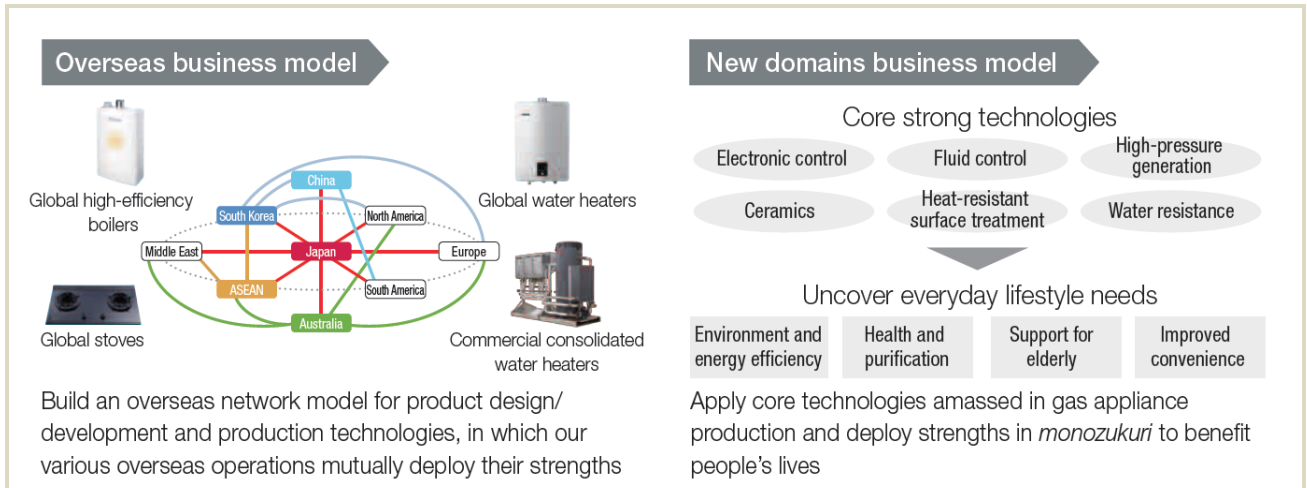 Overseas business model
Global high-efficiency
boilers
Global water heaters
China
South Korea
North America
Middle East
Japan
Europe
ASEAN
South America
Australia
Global stoves
Commercial consolidated
water heaters
Build an overseas network model for product design/
development and production technologies, in which our
various overseas operations mutually deploy their strengths
New domains business model
Core strong technologies
Electronic control
Fluid control
High-pressure
generation
Ceramics
Heat-resistant
surface treatment
Water resistance
Uncover everyday lifestyle needs
Environment and
energy efficiency
Health and
purification
Support for
elderly
Improved
convenience
Apply core technologies amassed in gas appliance
production and deploy strengths in monozukuri to benefit
people’s lives